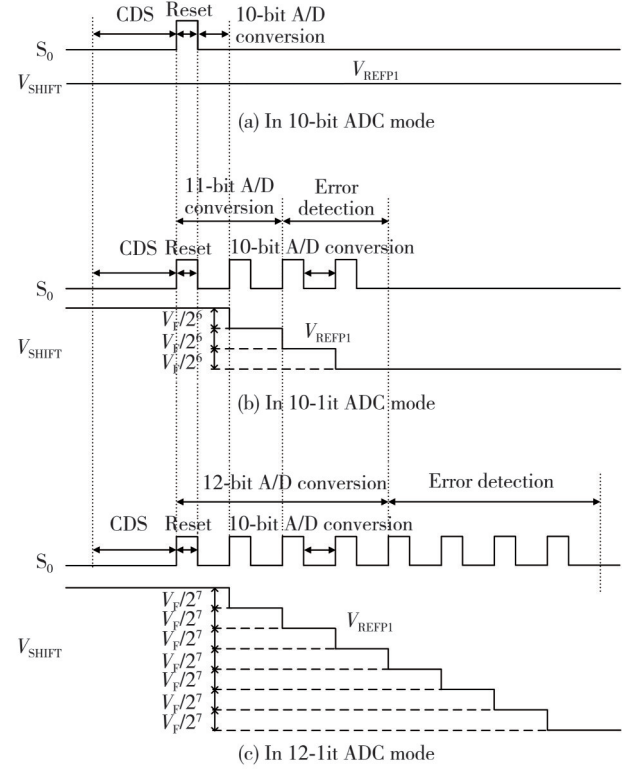 CDS Reset 10-bit A/D
conversion
S0
VSHIFT
VREFP1
(a) In 10-bit ADC mode
11-bit A/D
conversion
Error
detection
CDS Reset 10-bit A/D conversion
S0
VF/2^6
VF/2^6
VF/2^6
VREFP1
VSHIFT
(b) In 10-1it ADC mode
12-bit A/D conversion
Error detection
CDS Reset 10-bit A/D conversion
S0
VF/2^7
VF/2^7
VF/2^7
VF/2^7
VF/2^7
VF/2^7
VF/2^7
VREFP1
VSHIFT
(c) In 12-1it ADC mode